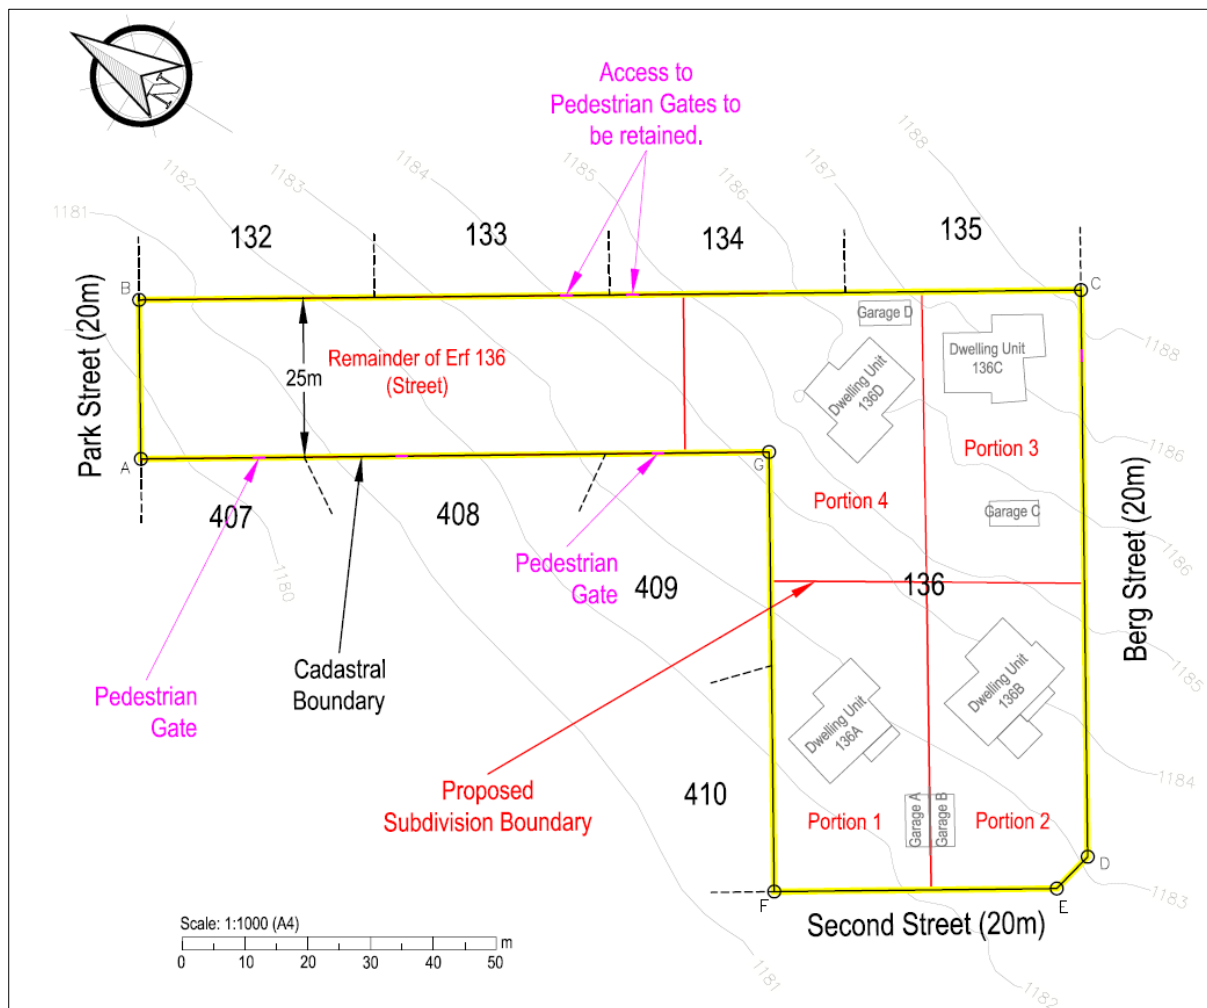 Access to
Pedestrian Gates to
be retained.
1188
1187
1186
1185
1184
1183
1182
1181
132
133
134
135
B
C
Park Street (20m)
Garage D
Dwelling Unit
136C
Dwelling Unit
136D
1188
Remainder of Erf 136
(Street)
25m
Portion 3
1186
A
G
Portion 4
Garage C
407
408
Pedestrian
Gate
409
136
1186
Berg Street (20m)
1180
Cadastral
Boundary
Pedestrian
Gate
Dwelling Unit
136A
Dwelling Unit
136B
1185
1184
Proposed
Subdivision Boundary
410
Portion 1
Garage A
Garage B
Portion 2
D
E
F
1183
Second Street (20m)
Scale: 1:1000 (A4)
m
0 10 20 30 40 50
1181
1182